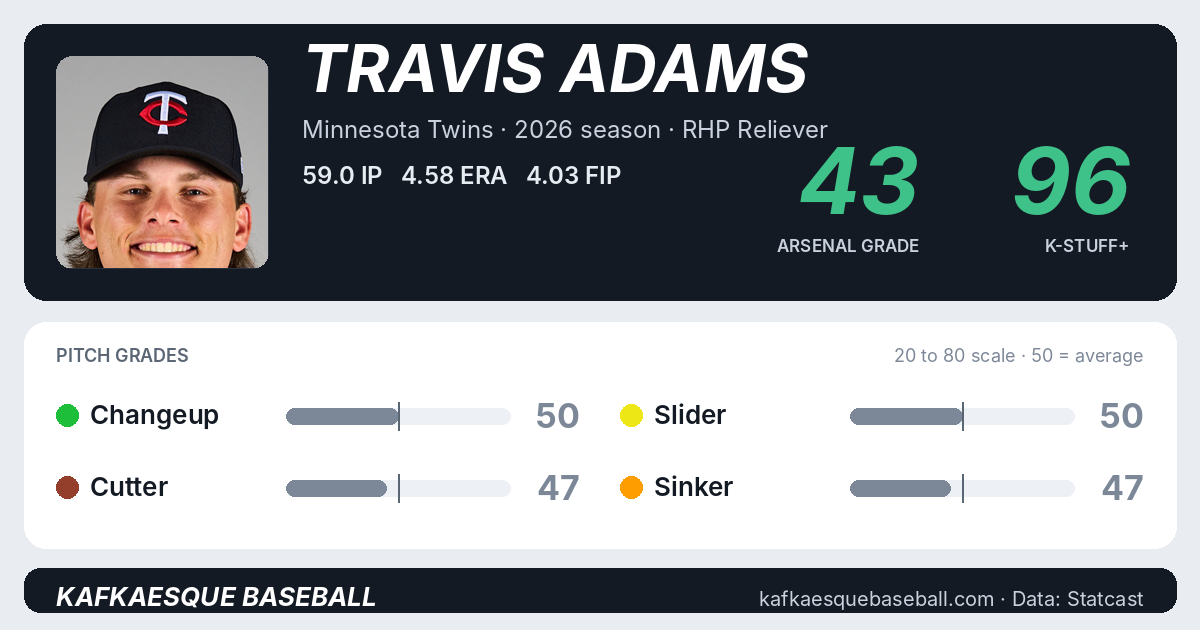 TRAVIS ADAMS
Minnesota Twins · 2026 season · RHP Reliever
59.0 IP 4.58 ERA 4.03 FIP
43 96
ARSENAL GRADE K-STUFF+
PITCH GRADES 20 to 80 scale · 50 = average
Changeup 50 Slider 50
Cutter 47 Sinker 47
KAFKAESQUE BASEBALL kafkaesquebaseball.com · Data: Statcast